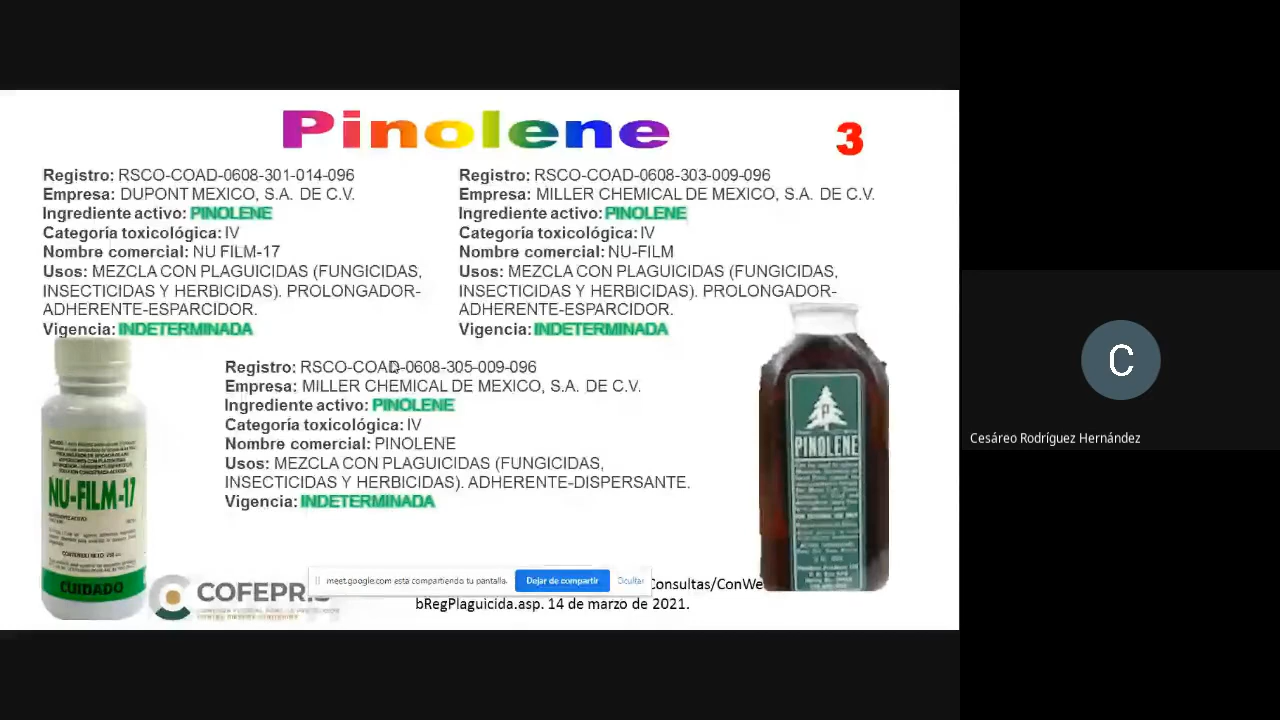 Pinolene
3
Registro: RSCO-COAD-0608-301-014-096
Empresa: DUPONT MEXICO, S.A. DE C.V.
Ingrediente activo: PINOLENE
Categoría toxicológica: IV
Nombre comercial: NU FILM-17
Usos: MEZCLA CON PLAGUICIDAS (FUNGICIDAS,
INSECTICIDAS Y HERBICIDAS). PROLONGADOR-
ADHERENTE-ESPARCIDOR.
Vigencia: INDETERMINADA
Registro: RSCO-COAD-0608-303-009-096
Empresa: MILLER CHEMICAL DE MEXICO, S.A. DE C.V.
Ingrediente activo: PINOLENE
Categoría toxicológica: IV
Nombre comercial: NU-FILM
Usos: MEZCLA CON PLAGUICIDAS (FUNGICIDAS,
INSECTICIDAS Y HERBICIDAS). PROLONGADOR-
ADHERENTE-ESPARCIDOR.
Vigencia: INDETERMINADA
Registro: RSCO-COAD-0608-305-009-096
Empresa: MILLER CHEMICAL DE MEXICO, S.A. DE C.V.
Ingrediente activo: PINOLENE
Categoría toxicológica: IV
Nombre comercial: PINOLENE
Usos: MEZCLA CON PLAGUICIDAS (FUNGICIDAS,
INSECTICIDAS Y HERBICIDAS). ADHERENTE-DISPERSANTE.
Vigencia: INDETERMINADA
NU-FILM-17
CUIDADO
P
PINOLENE
COFEPRIS
meet.google.com está compartiendo tu pantalla.
Dejar de compartir
Ocultar
Consultas/ConWe
bRegPlaguicida.asp. 14 de marzo de 2021.
C
Cesáreo Rodríguez Hernández